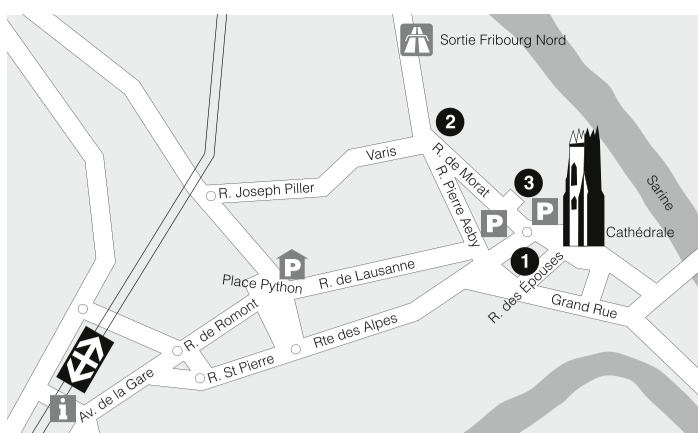 Sortie Fribourg Nord
2
Varis
R. de Morat
3
R. Joseph Piller
R. Pierre Aeby
P
P
Sarine
Cathédrale
P
Place Python
R. de Lausanne
1
R. des Épouses
Grand Rue
R. de Romont
Rte des Alpes
R. St Pierre
Av. de la Gare
i